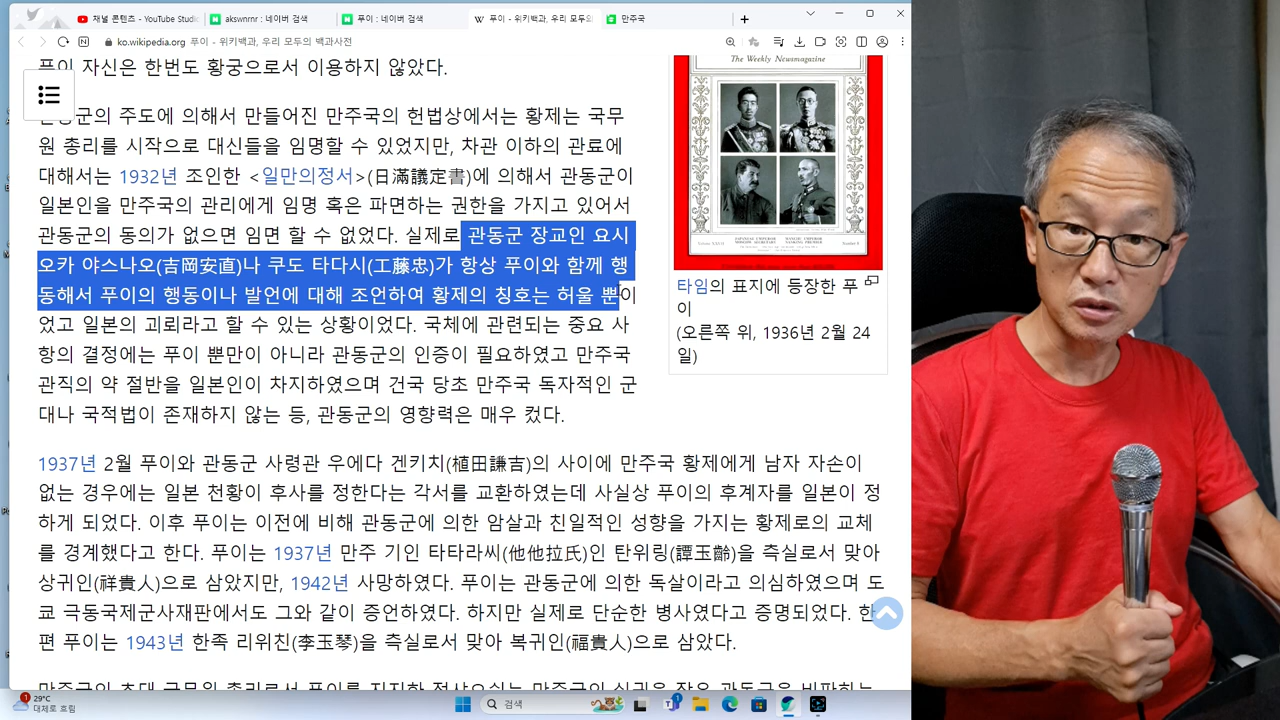 채널 콘텐츠 - YouTube Studio
akswnrnr : 네이버 검색
푸이 : 네이버 검색
푸이 - 위키백과, 우리 모두의
만주국
ko.wikipedia.org 푸이 - 위키백과, 우리 모두의 백과사전
푸이 자신은 한번도 황궁으로서 이용하지 않았다.
관동군의 주도에 의해서 만들어진 만주국의 헌법상에서는 황제는 국무
원 총리를 시작으로 대신들을 임명할 수 있었지만, 차관 이하의 관료에
대해서는 1932년 조인한 <일만의정서>(日滿議定書)에 의해서 관동군이
일본인을 만주국의 관리에게 임명 혹은 파면하는 권한을 가지고 있어서
관동군의 동의가 없으면 임면 할 수 없었다. 실제로 관동군 장교인 요시
오카 야스나오(吉岡安直)나 쿠도 타다시(工藤忠)가 항상 푸이와 함께 행
동해서 푸이의 행동이나 발언에 대해 조언하여 황제의 칭호는 허울 뿐이
었고 일본의 괴뢰라고 할 수 있는 상황이었다. 국체에 관련되는 중요 사
항의 결정에는 푸이 뿐만이 아니라 관동군의 인증이 필요하였고 만주국
관직의 약 절반을 일본인이 차지하였으며 건국 당초 만주국 독자적인 군
대나 국적법이 존재하지 않는 등, 관동군의 영향력은 매우 컸다.
The Weekly Newsmagazine
타임의 표지에 등장한 푸
이
(오른쪽 위, 1936년 2월 24
일)
1937년 2월 푸이와 관동군 사령관 우에다 겐키치(植田謙吉)의 사이에 만주국 황제에게 남자 자손이
없는 경우에는 일본 천황이 후사를 정한다는 각서를 교환하였는데 사실상 푸이의 후계자를 일본이 정
하게 되었다. 이후 푸이는 이전에 비해 관동군에 의한 암살과 친일적인 성향을 가지는 황제로의 교체
를 경계했다고 한다. 푸이는 1937년 만주 기인 타타라씨(他他拉氏)인 탄위링(譚玉齡)을 측실로서 맞아
상귀인(祥貴人)으로 삼았지만, 1942년 사망하였다. 푸이는 관동군에 의한 독살이라고 의심하였으며 도
쿄 극동국제군사재판에서도 그와 같이 증언하였다. 하지만 실제로 단순한 병사였다고 증명되었다. 한
편 푸이는 1943년 한족 리위친(李玉琴)을 측실로서 맞아 복귀인(福貴人)으로 삼았다.
29°C
대체로 흐림
검색